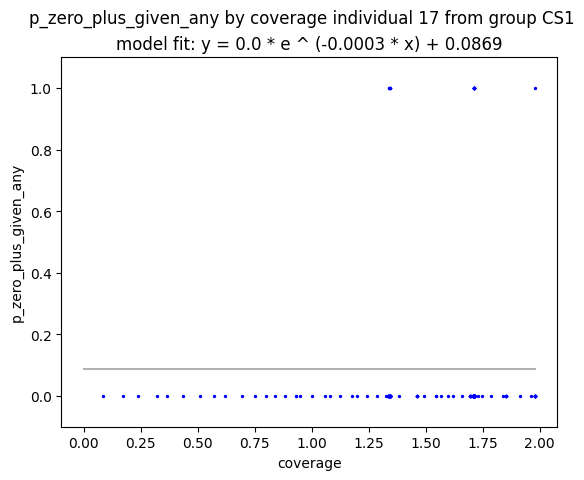 p_zero_plus_given_any by coverage individual 17 from group CS1
model fit: y = 0.0 * e ^ (-0.0003 * x) + 0.0869
1.0
0.8
0.6
0.4
0.2
0.0
p_zero_plus_given_any
0.00 0.25 0.50 0.75 1.00 1.25 1.50 1.75 2.00
coverage